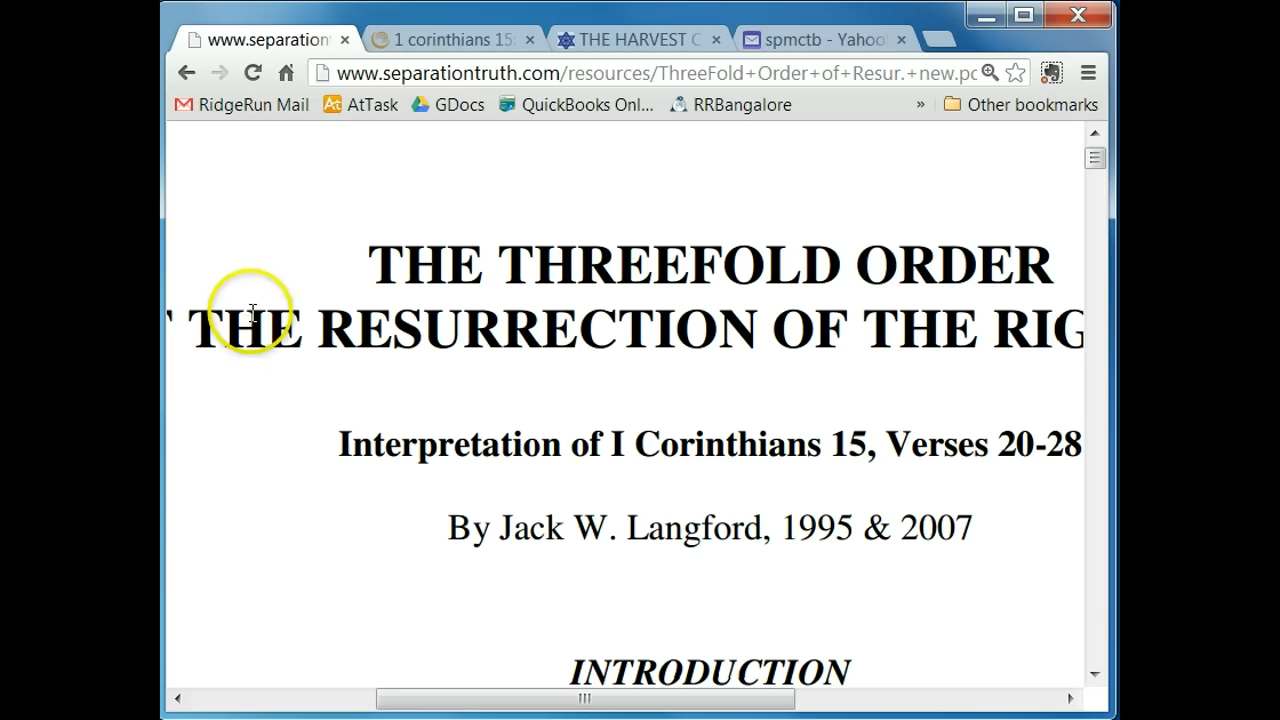 www.separation
1 corinthians 15:
THE HARVEST C
spmctb - Yahoo
www.separationtruth.com/resources/ThreeFold+Order+of+Resur.+new.pd
RidgeRun Mail
AtTask
GDocs
QuickBooks Onl...
RRBangalore
»
Other bookmarks
THE THREEFOLD ORDER
THE RESURRECTION OF THE RIG
Interpretation of I Corinthians 15, Verses 20-28
By Jack W. Langford, 1995 & 2007
INTRODUCTION